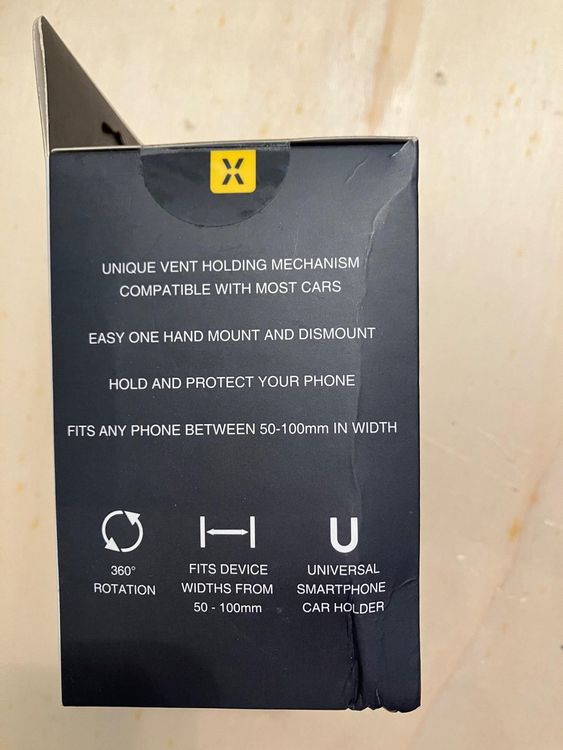 X
UNIQUE VENT HOLDING MECHANISM
COMPATIBLE WITH MOST CARS
EASY ONE HAND MOUNT AND DISMOUNT
HOLD AND PROTECT YOUR PHONE
FITS ANY PHONE BETWEEN 50-100mm IN WIDTH
U
360°
ROTATION
FITS DEVICE
WIDTHS FROM
50 - 100mm
UNIVERSAL
SMARTPHONE
CAR HOLDER